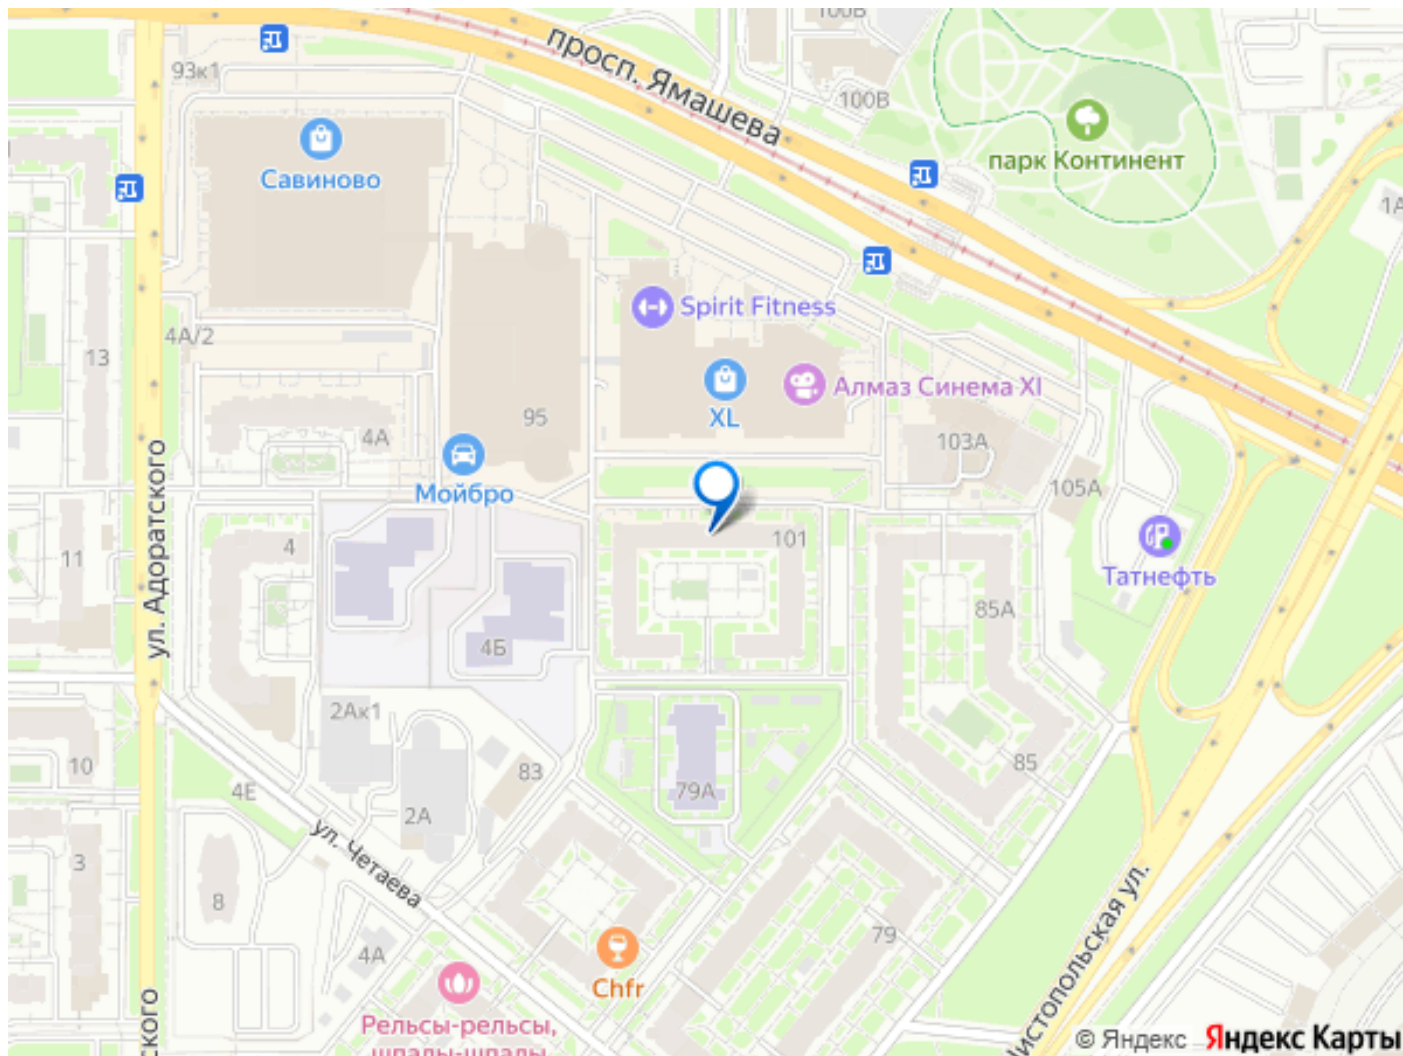 100В
93к1
просп. Ямашева
100В
парк Континент
Савиново
1А
Spirit Fitness
4А/2
13
XL
Алмаз Синема XI
95
4А
103А
Мойбро
105А
ул. Адоратского
101
4
11
Татнефть
85А
4Б
2Ак1
10
83
85
4Е
79А
2А
ул. Четаева
3
8
79
4А
Chfr
Чистопольская ул.
Рельсы-рельсы,
шпалы-шпалы
© Яндекс Яндекс Карты